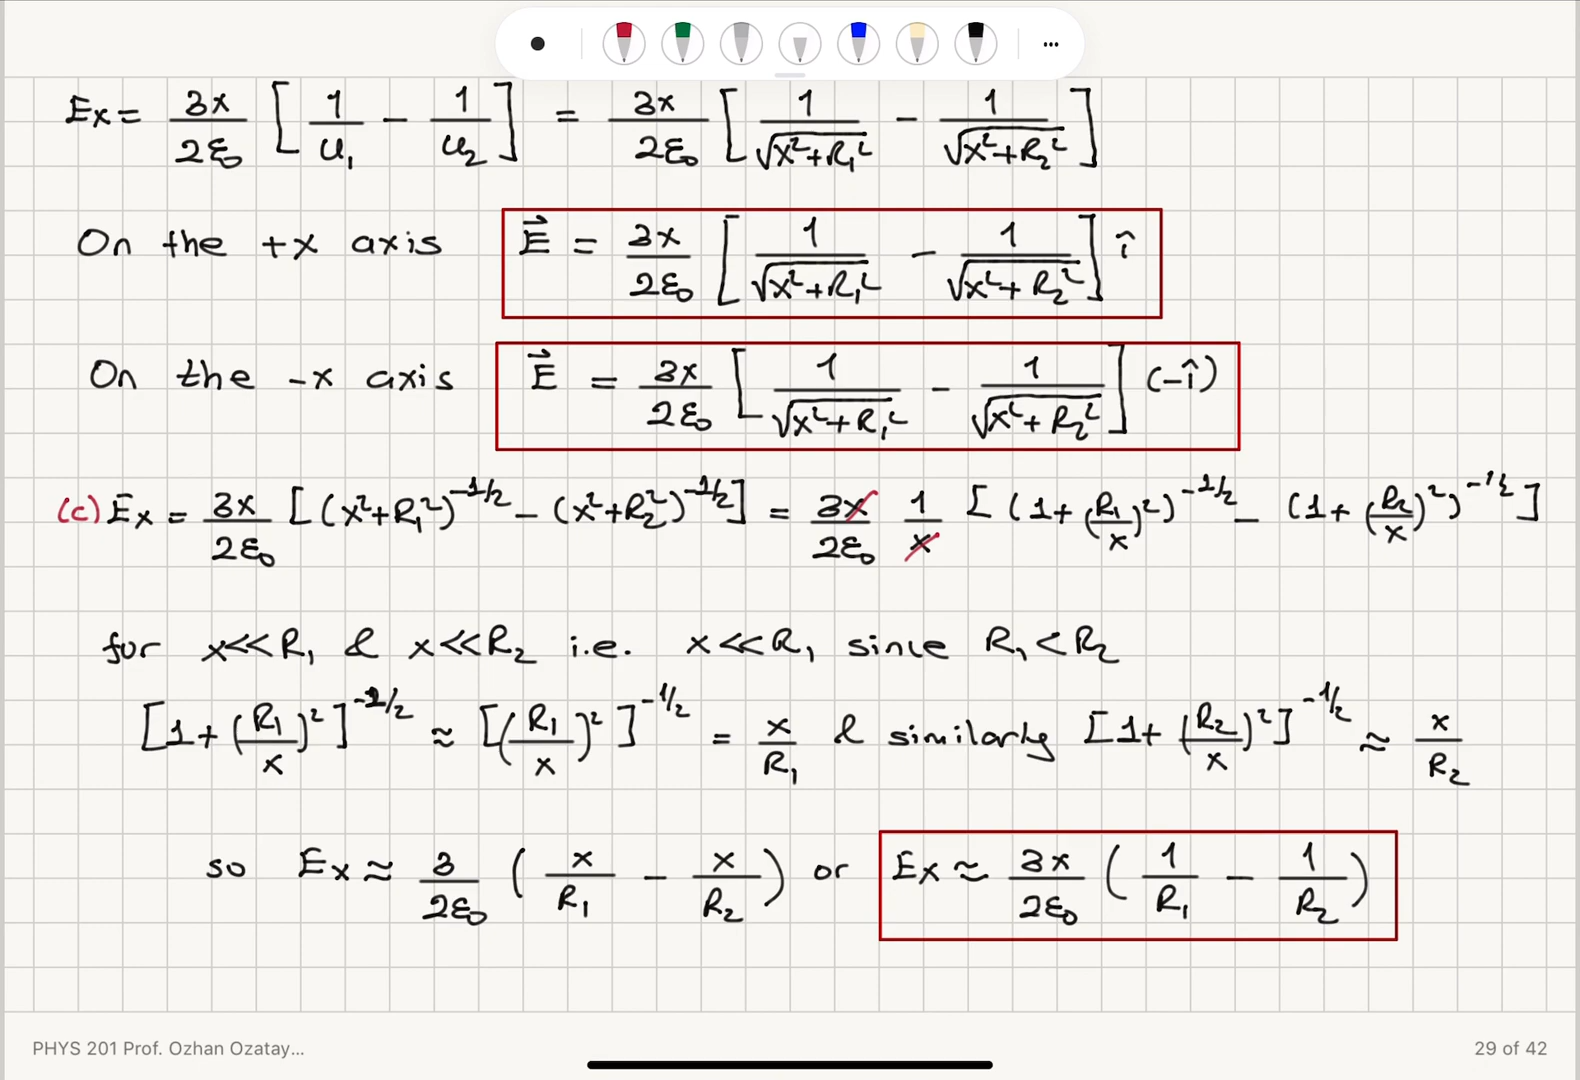 Ex = 3x/2ε₀ [1/u₁ − 1/u₂] = 3x/2ε₀ [1/√(x²+R₁²) − 1/√(x²+R₂²)]
On the +x axis E⃗ = 3x/2ε₀ [1/√(x²+R₁²) − 1/√(x²+R₂²)] î
On the -x axis E⃗ = 3x/2ε₀ [1/√(x²+R₁²) − 1/√(x²+R₂²)] (-î)
(c) Ex = 3x/2ε₀ [(x²+R₁²)^-1/2 − (x²+R₂²)^-1/2] = 3x/2ε₀ 1/x [(1+(R₁/x)²)^-1/2 − (1+(R₂/x)²)^-1/2]
for x<<R₁ & x<<R₂ i.e. x<<R₁ since R₁<R₂
[1+(R₁/x)²]^-1/2 ≈ [(R₁/x)²]^-1/2 = x/R₁ & similarly [1+(R₂/x)²]^-1/2 ≈ x/R₂
so Ex ≈ 3/2ε₀ (x/R₁ − x/R₂) or Ex ≈ 3x/2ε₀ (1/R₁ − 1/R₂)
PHYS 201 Prof. Ozhan Ozatay... 29 of 42